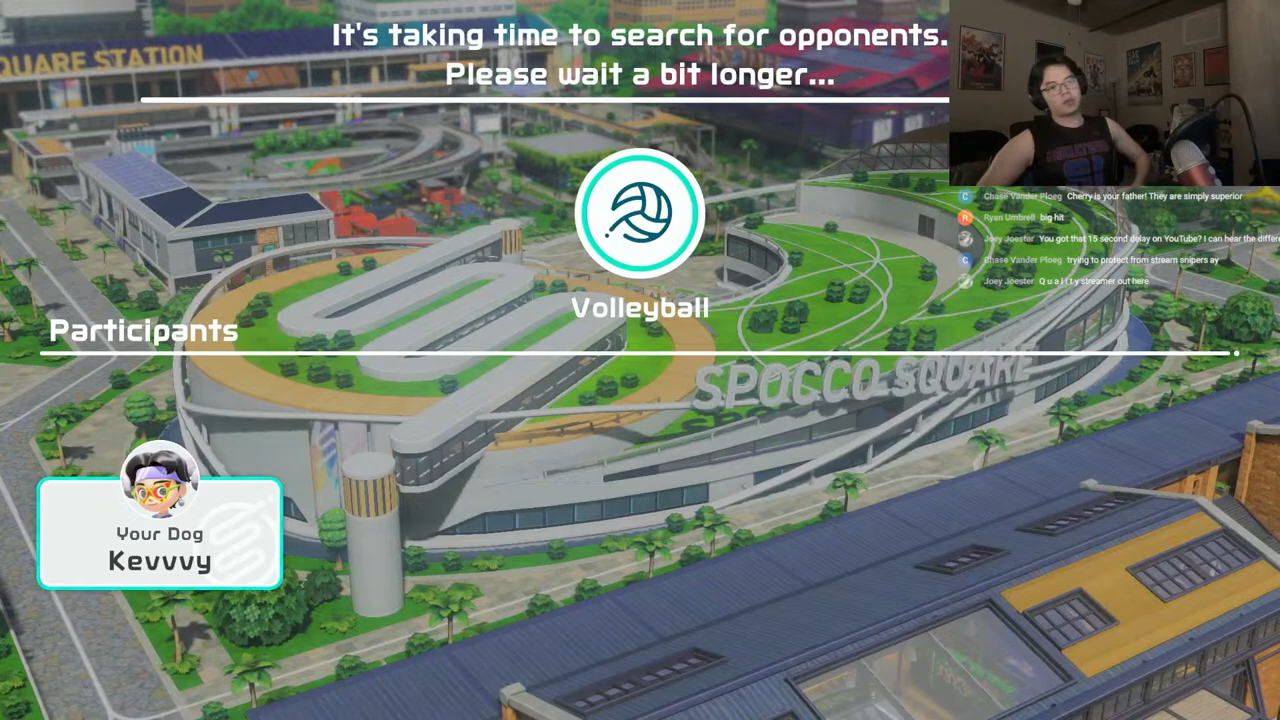 It's taking time to search for opponents.
Please wait a bit longer...
QUARE STATION
Chase Vander Ploeg Cherry is your father! They are simply superior
Ryan Umbrell big hit
Joey Joester You got that 15 second delay on YouTube? I can hear the differe
Chase Vander Ploeg trying to protect from stream snipers ay
Joey Joester Q u a l i t y streamer out here
Volleyball
Participants
SPOCCO SQUARE
Your Dog
Kevvvy